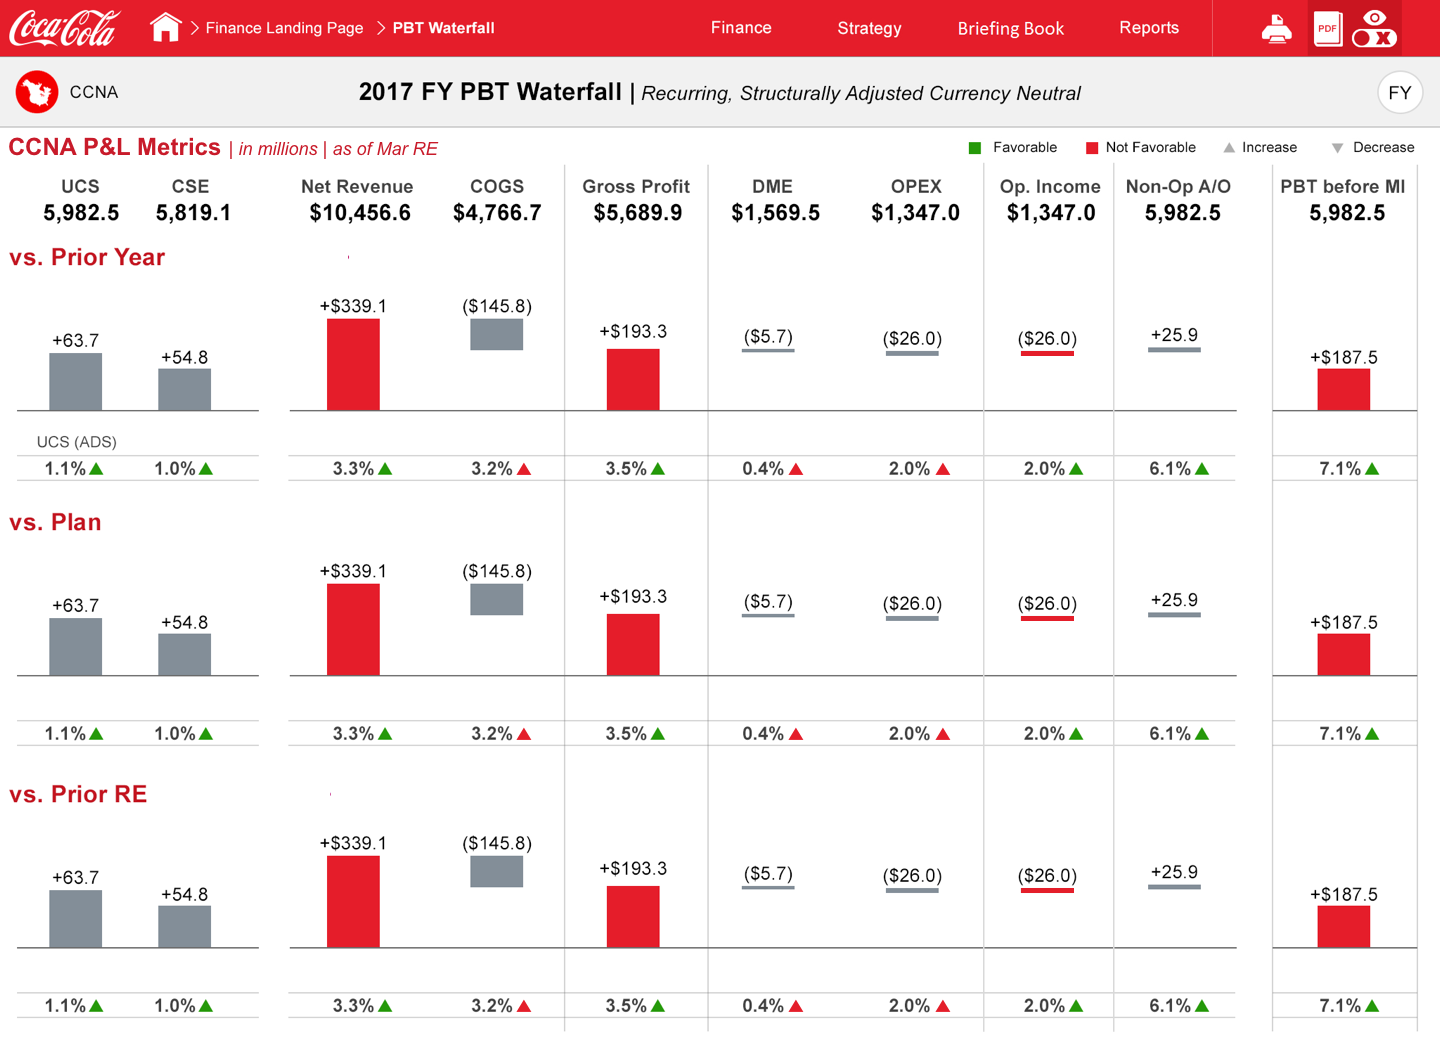 Coca-Cola
Finance Landing Page
PBT Waterfall
Finance
Strategy
Briefing Book
Reports
PDF
X
CCNA
2017 FY PBT Waterfall | Recurring, Structurally Adjusted Currency Neutral
FY
CCNA P&L Metrics | in millions | as of Mar RE
Favorable
Not Favorable
Increase
Decrease
UCS CSE Net Revenue COGS Gross Profit DME OPEX Op. Income Non-Op A/O PBT before MI
5,982.5 5,819.1 $10,456.6 $4,766.7 $5,689.9 $1,569.5 $1,347.0 $1,347.0 5,982.5 5,982.5
vs. Prior Year
+63.7 +54.8 +$339.1 ($145.8) +$193.3 ($5.7) ($26.0) ($26.0) +25.9 +$187.5
UCS (ADS)
1.1% 1.0% 3.3% 3.2% 3.5% 0.4% 2.0% 2.0% 6.1% 7.1%
vs. Plan
+63.7 +54.8 +$339.1 ($145.8) +$193.3 ($5.7) ($26.0) ($26.0) +25.9 +$187.5
1.1% 1.0% 3.3% 3.2% 3.5% 0.4% 2.0% 2.0% 6.1% 7.1%
vs. Prior RE
+63.7 +54.8 +$339.1 ($145.8) +$193.3 ($5.7) ($26.0) ($26.0) +25.9 +$187.5
1.1% 1.0% 3.3% 3.2% 3.5% 0.4% 2.0% 2.0% 6.1% 7.1%